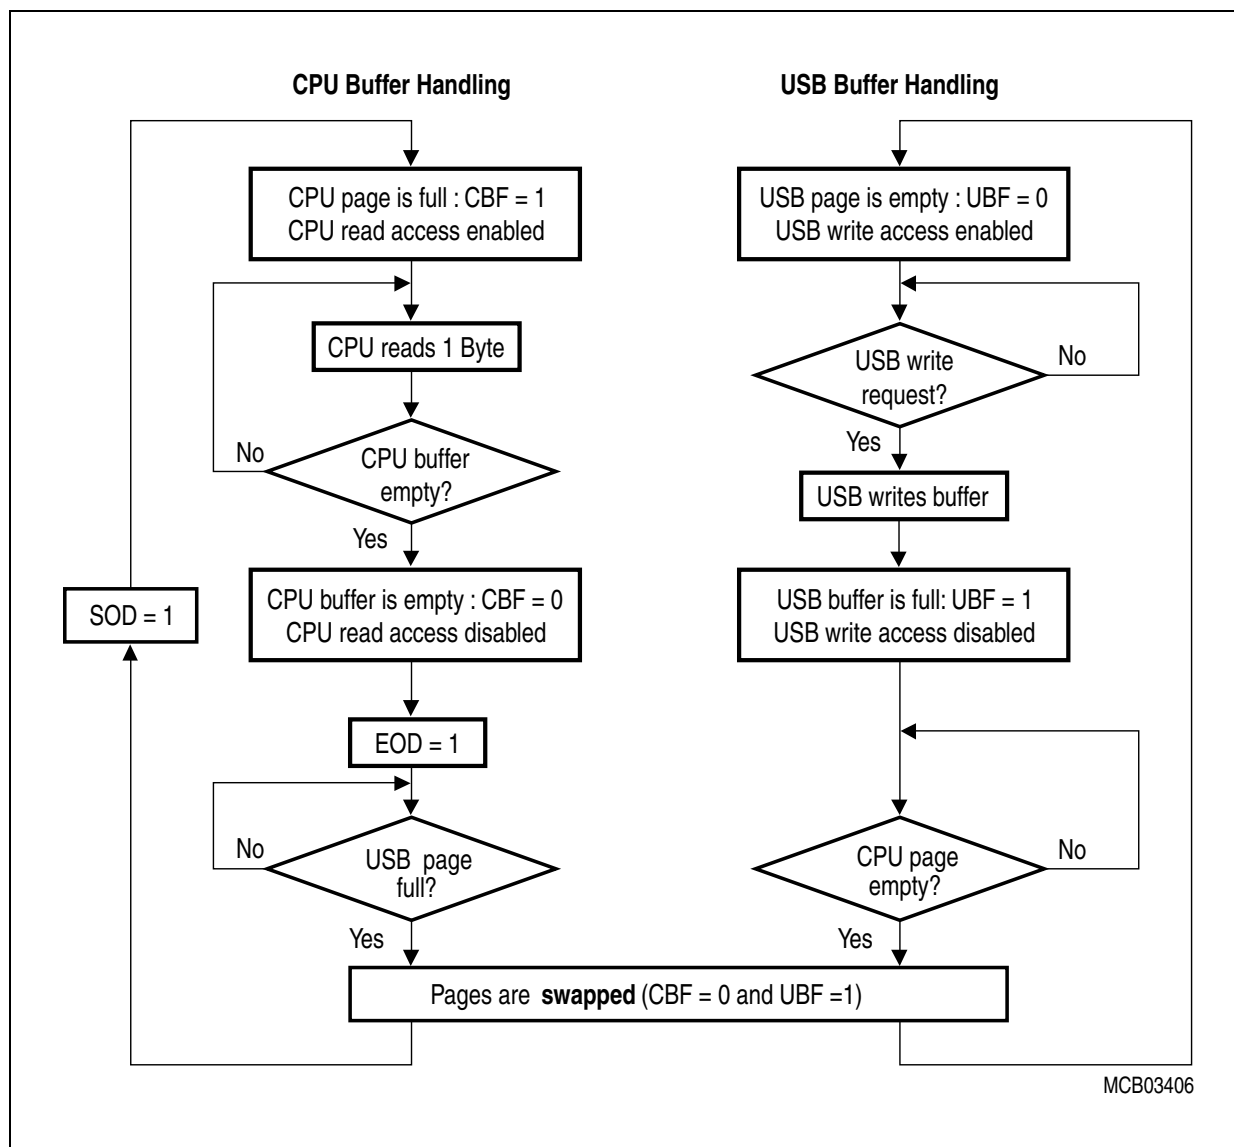 CPU Buffer Handling
CPU page is full : CBF = 1
CPU read access enabled
CPU reads 1 Byte
No
CPU buffer
empty?
Yes
CPU buffer is empty : CBF = 0
CPU read access disabled
SOD = 1
EOD = 1
No
USB page
full?
Yes
USB Buffer Handling
USB page is empty : UBF = 0
USB write access enabled
USB write
request?
No
Yes
USB writes buffer
USB buffer is full: UBF = 1
USB write access disabled
CPU page
empty?
No
Yes
Pages are swapped (CBF = 0 and UBF =1)
MCB03406